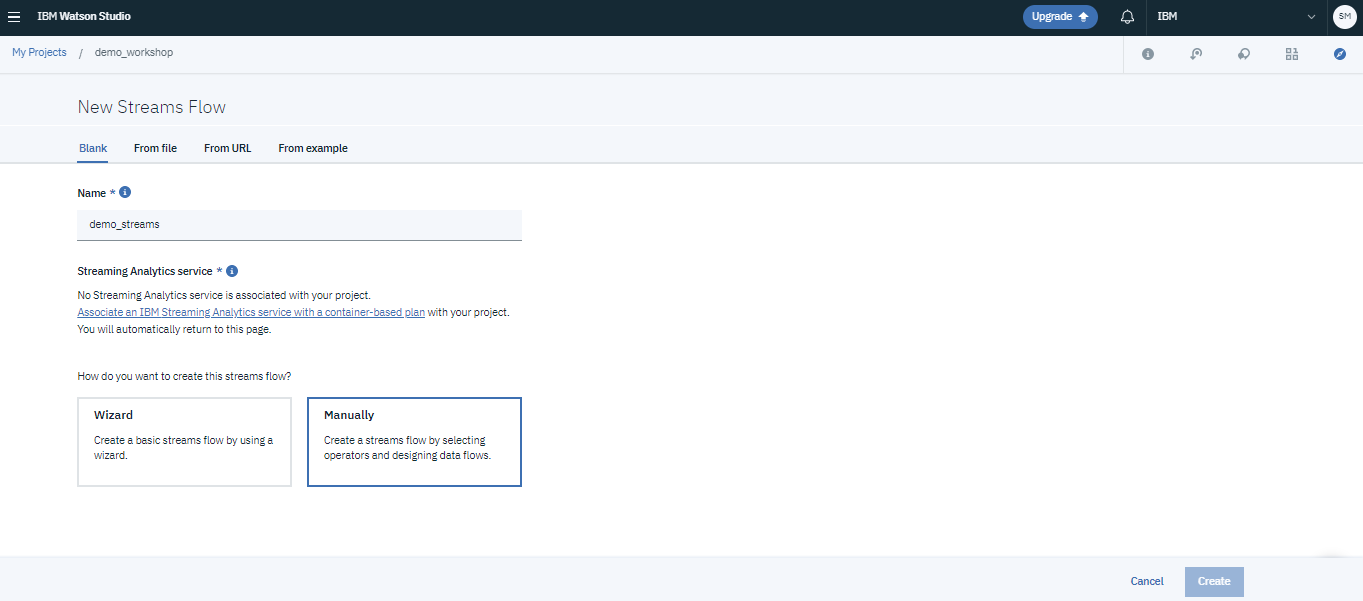 IBM Watson Studio
Upgrade
IBM
SM
My Projects / demo_workshop
New Streams Flow
Blank From file From URL From example
Name *
demo_streams
Streaming Analytics service *
No Streaming Analytics service is associated with your project.
Associate an IBM Streaming Analytics service with a container-based plan with your project.
You will automatically return to this page.
How do you want to create this streams flow?
Wizard
Create a basic streams flow by using a
wizard.
Manually
Create a streams flow by selecting
operators and designing data flows.
Cancel
Create